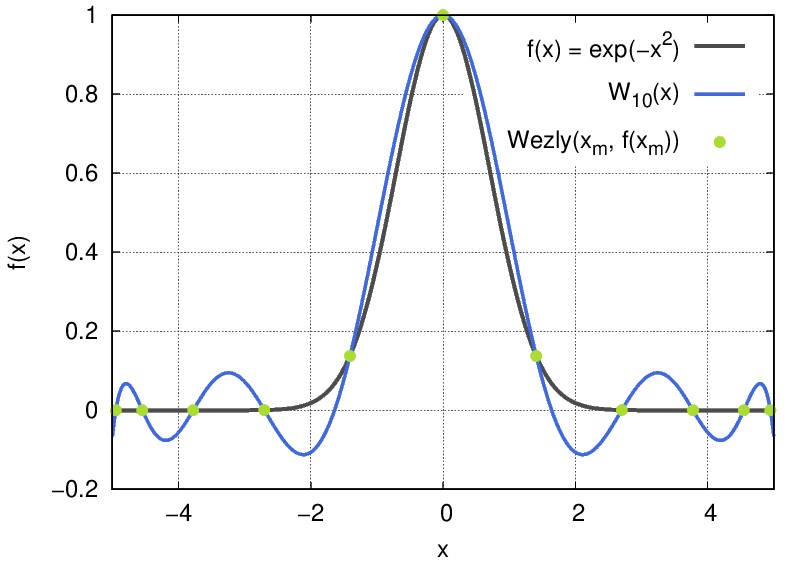 f(x) = exp(−x²)
W₁₀(x)
Wezly(xₘ, f(xₘ))
1
0.8
0.6
0.4
0.2
0
−0.2
f(x)
−4 −2 0 2 4
x